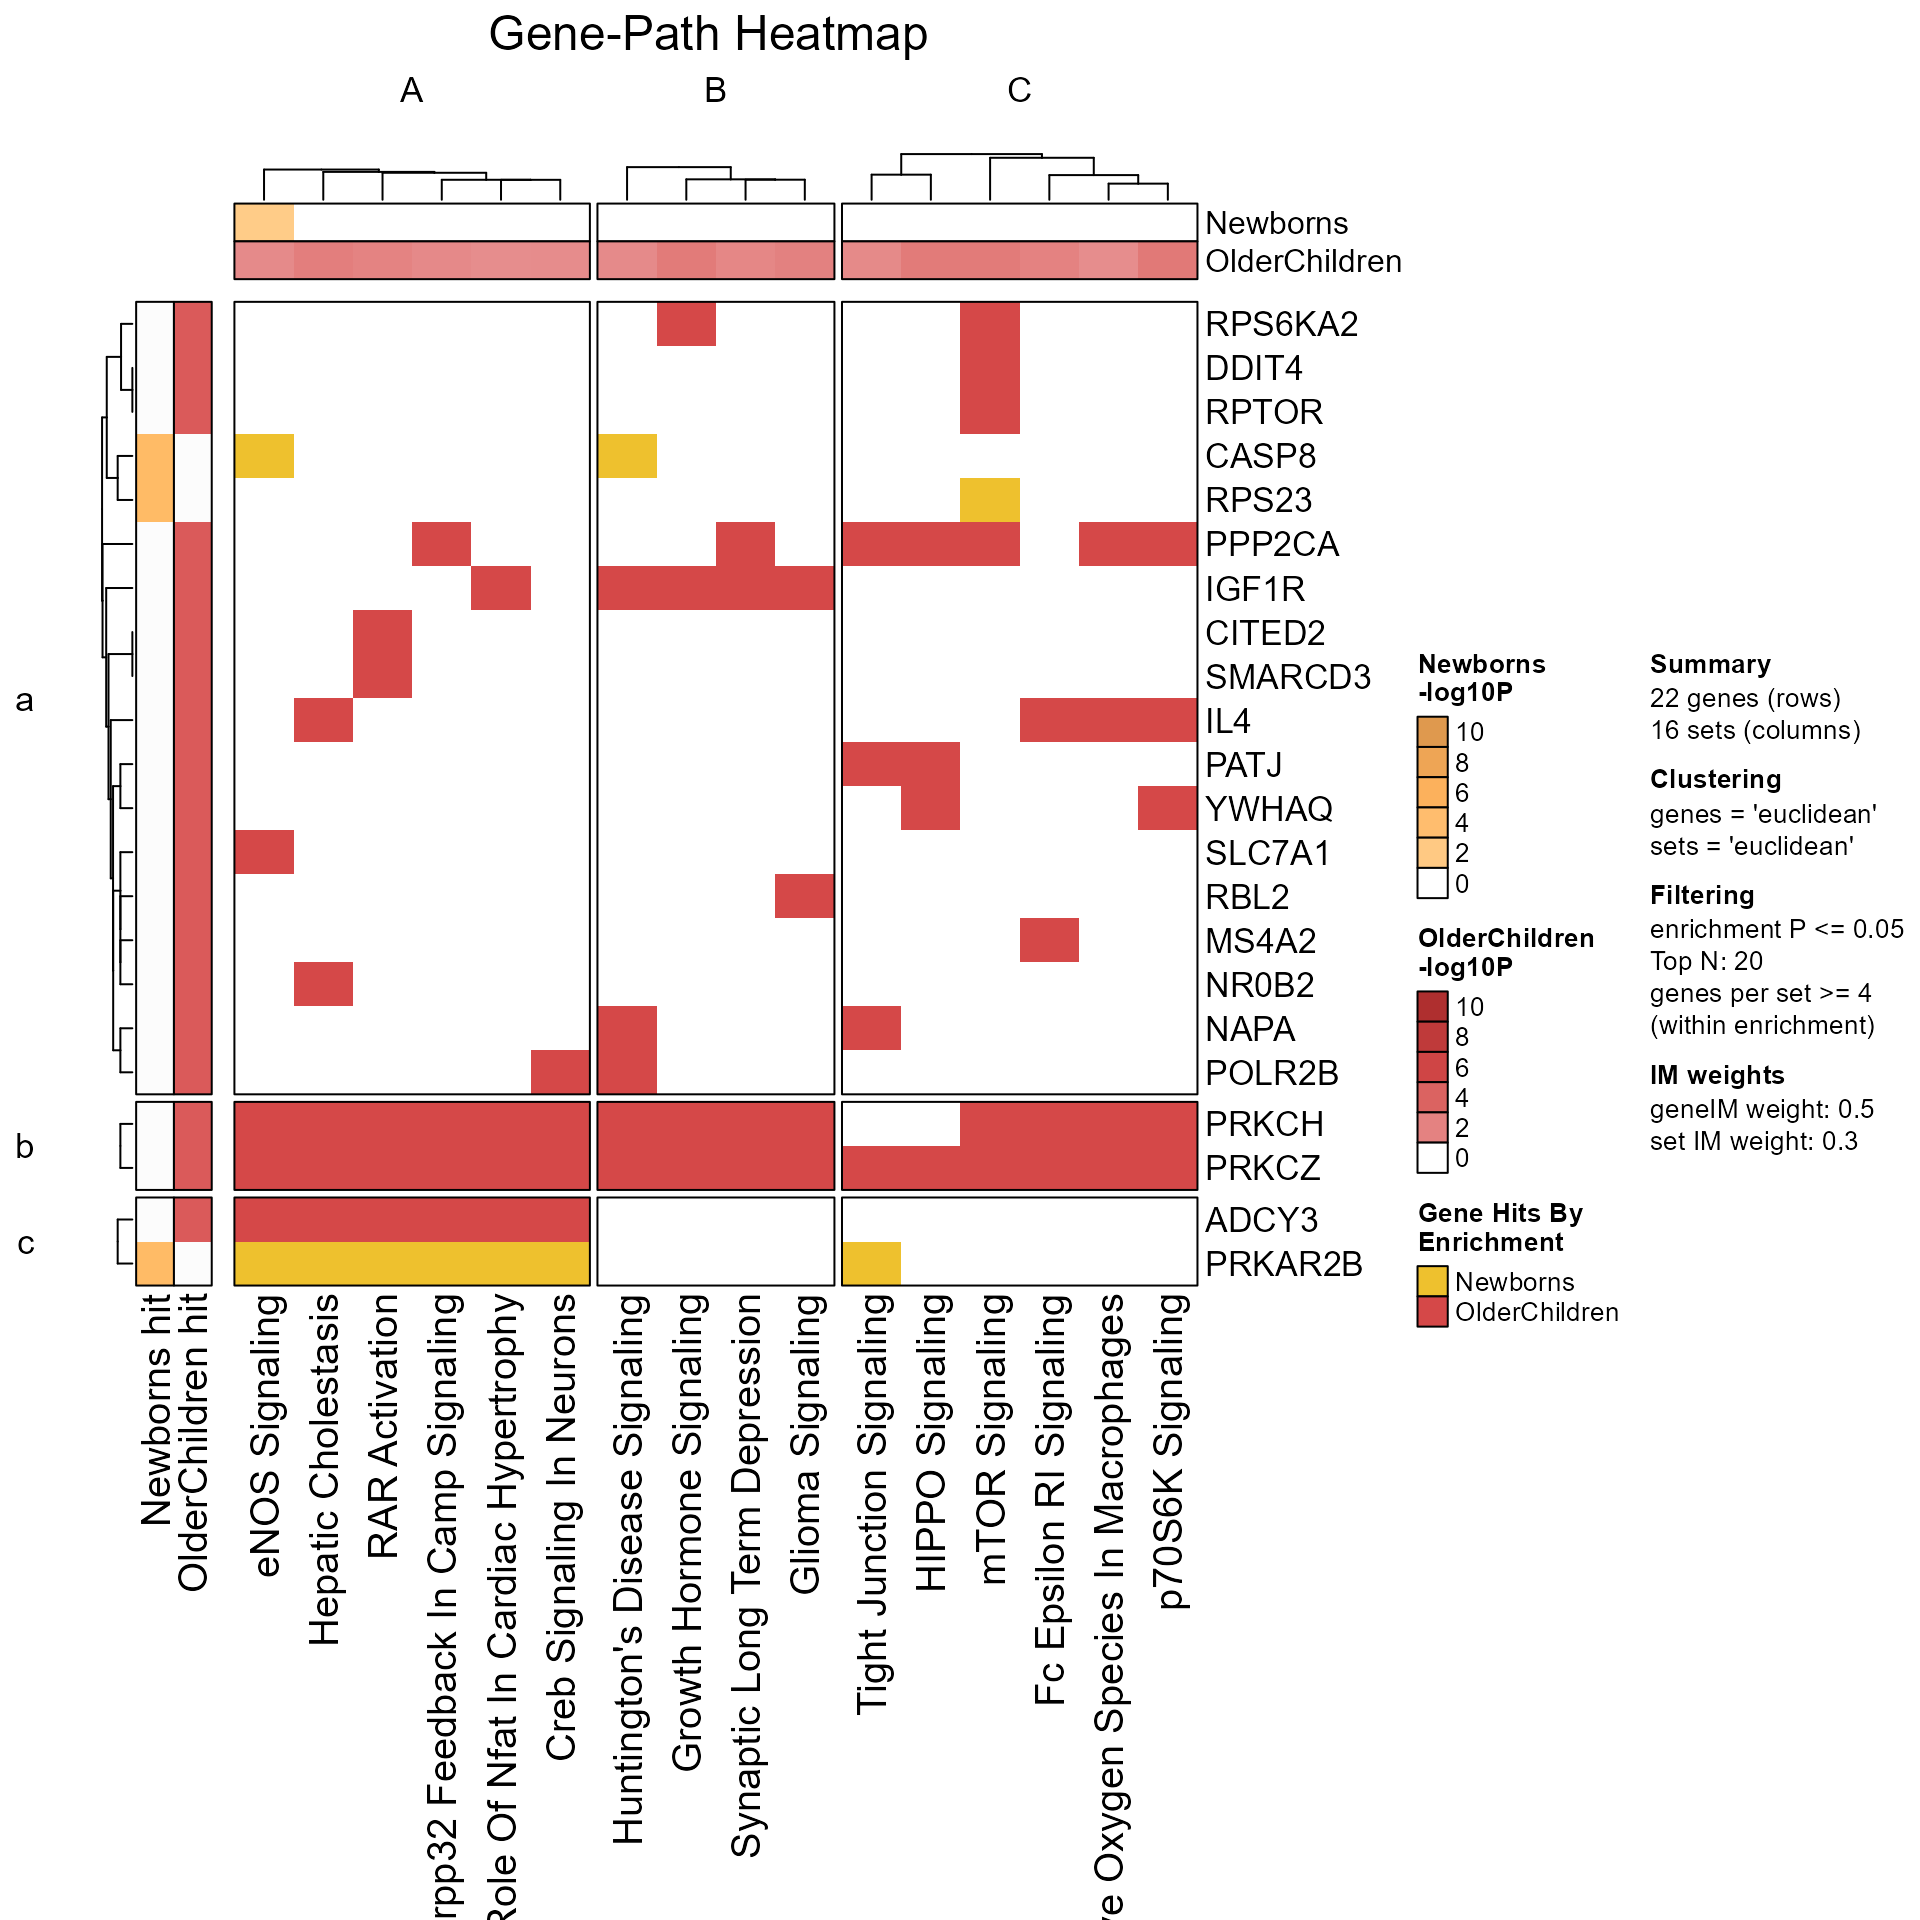 Gene-Path Heatmap
A
B
C
Newborns
OlderChildren
RPS6KA2
DDIT4
RPTOR
CASP8
RPS23
PPP2CA
IGF1R
CITED2
SMARCD3
IL4
PATJ
YWHAQ
SLC7A1
RBL2
MS4A2
NR0B2
NAPA
POLR2B
PRKCH
PRKCZ
ADCY3
PRKAR2B
a
b
c
Newborns hit
OlderChildren hit
eNOS Signaling
Hepatic Cholestasis
RAR Activation
rpp32 Feedback In Camp Signaling
Role Of Nfat In Cardiac Hypertrophy
Creb Signaling In Neurons
Huntington's Disease Signaling
Growth Hormone Signaling
Synaptic Long Term Depression
Glioma Signaling
Tight Junction Signaling
HIPPO Signaling
mTOR Signaling
Fc Epsilon RI Signaling
ve Oxygen Species In Macrophages
p70S6K Signaling
Newborns
-log10P
10
8
6
4
2
0
OlderChildren
-log10P
10
8
6
4
2
0
Gene Hits By
Enrichment
Newborns
OlderChildren
Summary
22 genes (rows)
16 sets (columns)
Clustering
genes = 'euclidean'
sets = 'euclidean'
Filtering
enrichment P <= 0.05
Top N: 20
genes per set >= 4
(within enrichment)
IM weights
geneIM weight: 0.5
set IM weight: 0.3